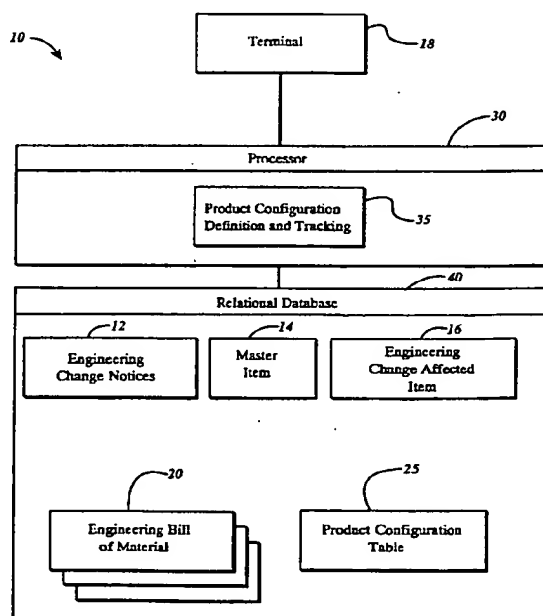 10
Terminal
18
30
Processor
Product Configuration
Definition and Tracking
35
40
Relational Database
12
14
16
Engineering
Change Notices
Master
Item
Engineering
Change Affected
Item
20
25
Engineering Bill
of Material
Product Configuration
Table